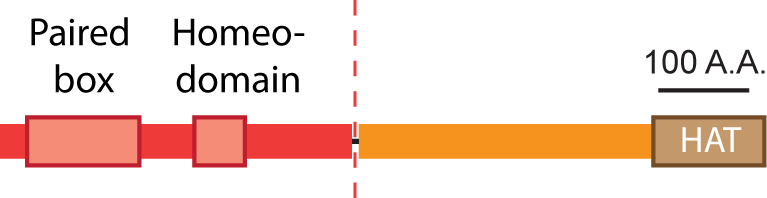 Paired
box
Homeo-
domain
100 A.A.
HAT